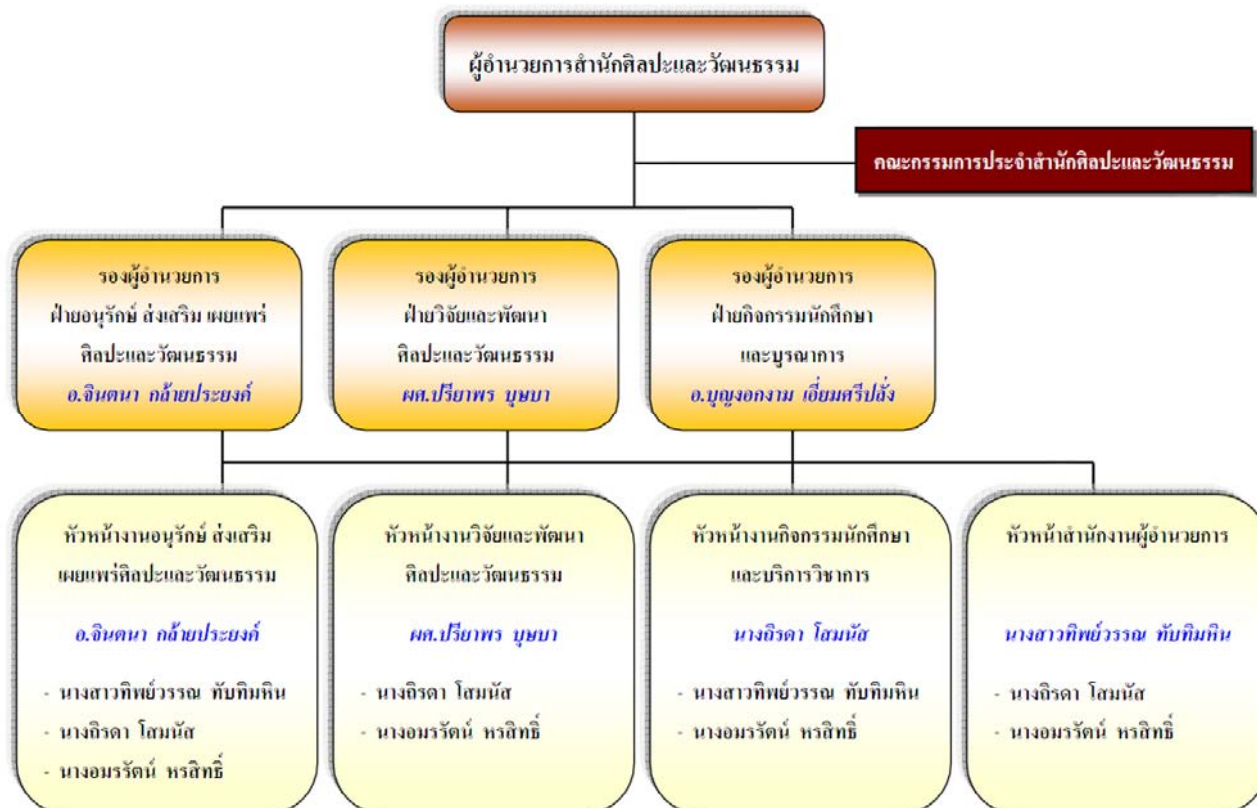 ผู้อำนวยการสำนักศิลปะและวัฒนธรรม
คณะกรรมการประจำสำนักศิลปะและวัฒนธรรม
รองผู้อำนวยการ
ฝ่ายอนุรักษ์ ส่งเสริม เผยแพร่
ศิลปะและวัฒนธรรม
อ.จินตนา กล้ายประยงค์
รองผู้อำนวยการ
ฝ่ายวิจัยและพัฒนา
ศิลปะและวัฒนธรรม
ผศ.ปรียาพร บุษบา
รองผู้อำนวยการ
ฝ่ายกิจกรรมนักศึกษา
และบูรณาการ
อ.บุญงอกงาม เอี่ยมศรีปลั่ง
หัวหน้างานอนุรักษ์ ส่งเสริม
เผยแพร่ศิลปะและวัฒนธรรม
อ.จินตนา กล้ายประยงค์
- นางสาวทิพย์วรรณ ทับทิมหิน
- นางถิรดา โสมนัส
- นางอมรรัตน์ หรสิทธิ์
หัวหน้างานวิจัยและพัฒนา
ศิลปะและวัฒนธรรม
ผศ.ปรียาพร บุษบา
- นางถิรดา โสมนัส
- นางอมรรัตน์ หรสิทธิ์
หัวหน้างานกิจกรรมนักศึกษา
และบริการวิชาการ
นางถิรดา โสมนัส
- นางสาวทิพย์วรรณ ทับทิมหิน
- นางอมรรัตน์ หรสิทธิ์
หัวหน้าสำนักงานผู้อำนวยการ
นางสาวทิพย์วรรณ ทับทิมหิน
- นางถิรดา โสมนัส
- นางอมรรัตน์ หรสิทธิ์